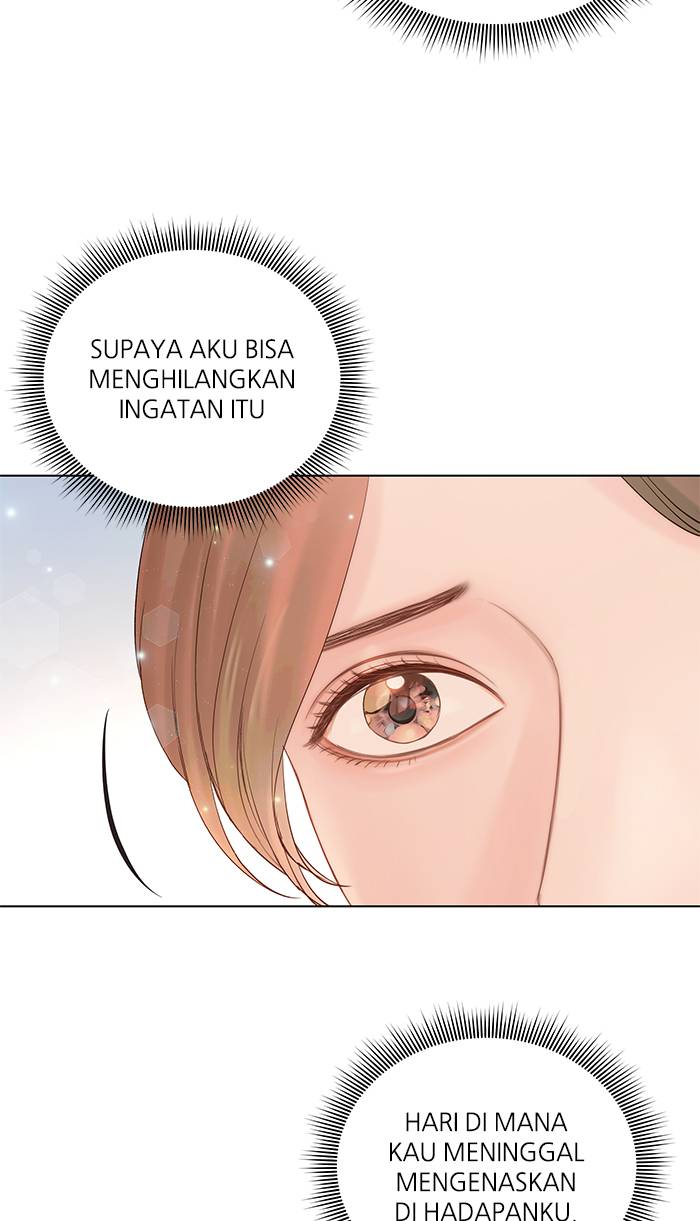 SUPAYA AKU BISA
MENGHILANGKAN
INGATAN ITU
HARI DI MANA
KAU MENINGGAL
MENGENASKAN
DI HADAPANKU.